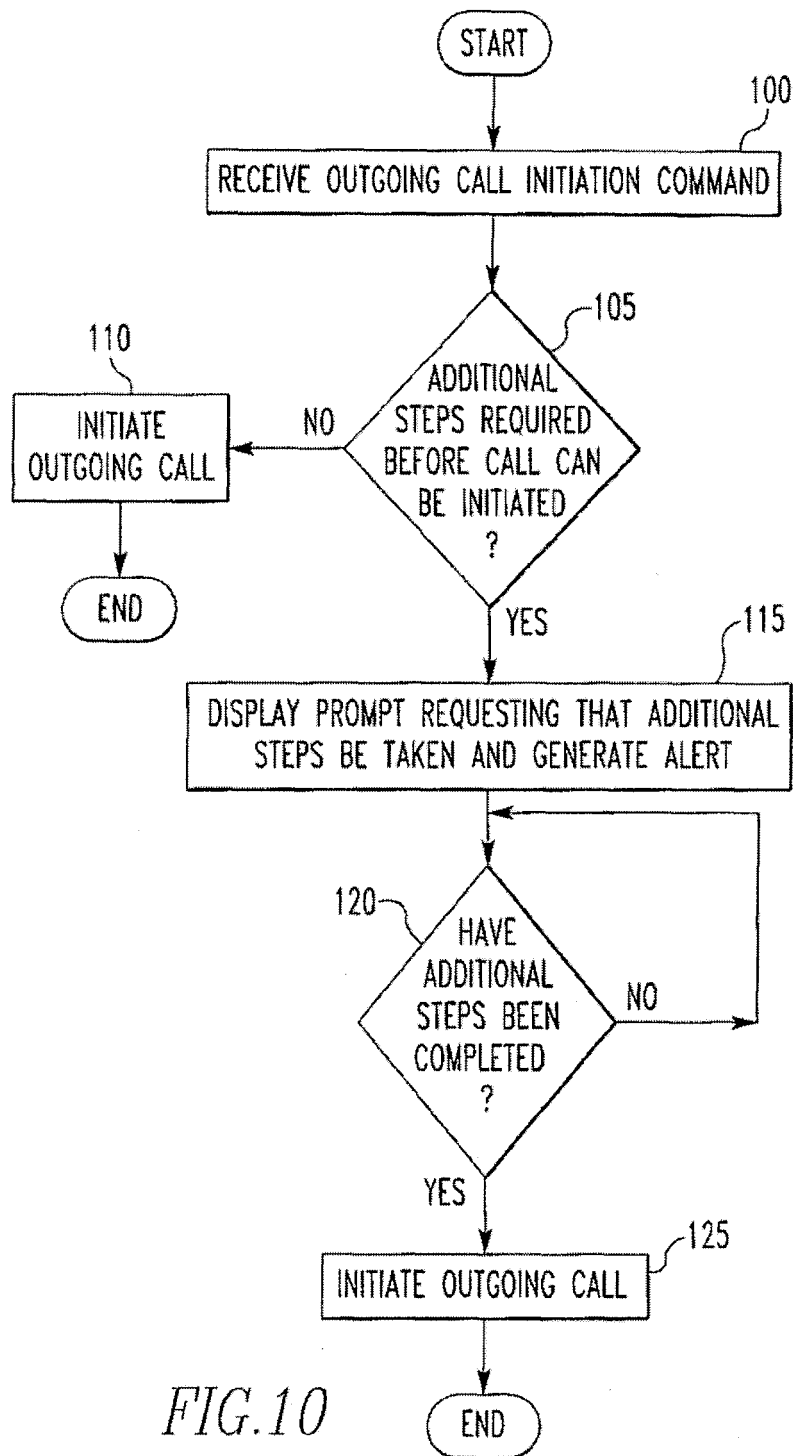 START
100
RECEIVE OUTGOING CALL INITIATION COMMAND
105
ADDITIONAL
STEPS REQUIRED
BEFORE CALL CAN
BE INITIATED
?
NO
110
INITIATE
OUTGOING CALL
END
YES
115
DISPLAY PROMPT REQUESTING THAT ADDITIONAL
STEPS BE TAKEN AND GENERATE ALERT
120
HAVE
ADDITIONAL
STEPS BEEN
COMPLETED
?
NO
YES
125
INITIATE OUTGOING CALL
END
FIG.10